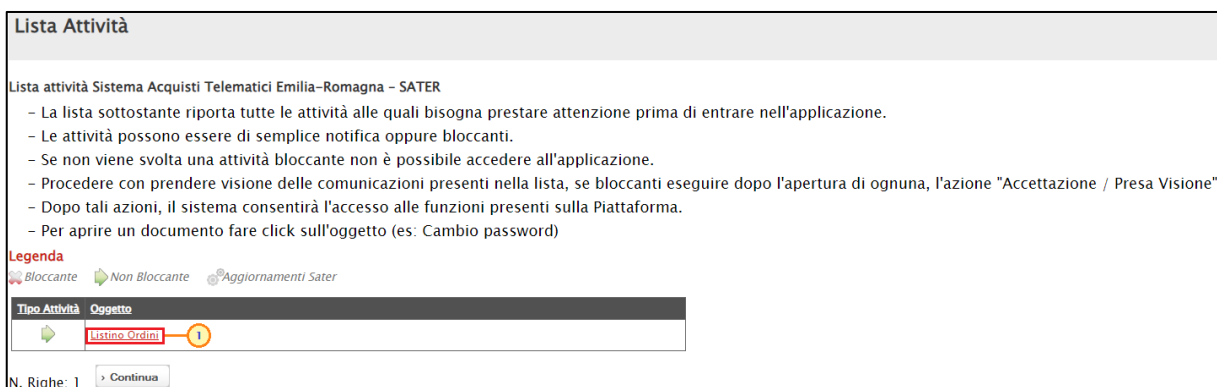 Lista Attività
Lista attività Sistema Acquisti Telematici Emilia-Romagna - SATER
- La lista sottostante riporta tutte le attività alle quali bisogna prestare attenzione prima di entrare nell'applicazione.
- Le attività possono essere di semplice notifica oppure bloccanti.
- Se non viene svolta una attività bloccante non è possibile accedere all'applicazione.
- Procedere con prendere visione delle comunicazioni presenti nella lista, se bloccanti eseguire dopo l'apertura di ognuna, l'azione "Accettazione / Presa Visione"
- Dopo tali azioni, il sistema consentirà l'accesso alle funzioni presenti sulla Piattaforma.
- Per aprire un documento fare click sull'oggetto (es: Cambio password)
Legenda
Bloccante Non Bloccante Aggiornamenti Sater
Tipo Attività Oggetto
Listino Ordini 1
N. Righe: 1 › Continua